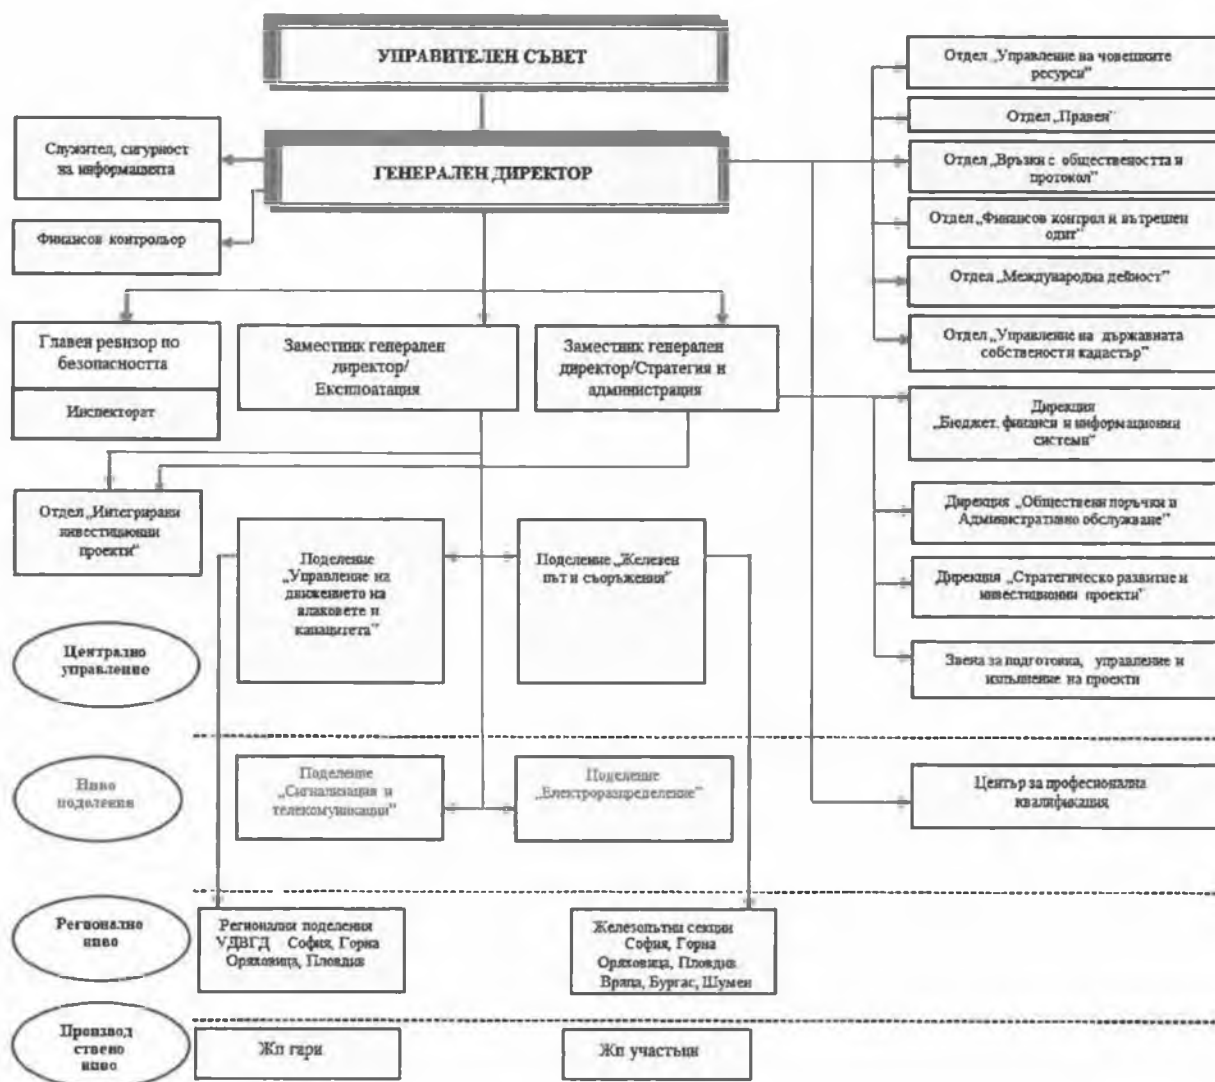 УПРАВИТЕЛЕН СЪВЕТ
ГЕНЕРАЛЕН ДИРЕКТОР
Служител, сигурност
на информацията
Финансов контрольор
Отдел „Управление на човешките
ресурси”
Отдел „Правен”
Отдел „Връзки с обществеността и
протокол”
Отдел „Финансов контрол и вътрешен
одит”
Отдел „Международна дейност”
Отдел „Управление на държавната
собственост и кадастър”
Главен ревизор по
безопасността
Инспекторат
Заместник генерален
директор/
Експлоатация
Заместник генерален
директор/Стратегия и
администрация
Дирекция
„Бюджет, финанси и информационни
системи”
Дирекция „Обществени поръчки и
Административно обслужване”
Дирекция „Стратегическо развитие и
инвестиционни проекти”
Звена за подготовка, управление и
изпълнение на проекти
Отдел „Интегрирани
инвестиционни
проекти”
Поделение
„Управление на
движението на
влаковете и
капацитета”
Поделение „Железен
път и съоръжения”
Централно
управление
Ниво
поделения
Поделение
„Сигнализация и
телекомуникации”
Поделение
„Електроразпределение”
Център за професионална
квалификация
Регионално
ниво
Регионални поделения
УДВГД София, Горна
Оряховица, Пловдив
Железопътни секции
София, Горна
Оряховица, Пловдив
Враца, Бургас, Шумен
Производ
ствено
ниво
Жп гари
Жп участъци